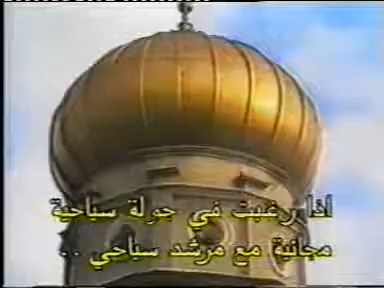 اذا رغبت في جولة سياحية
مجانية مع مرشد سياحي ..